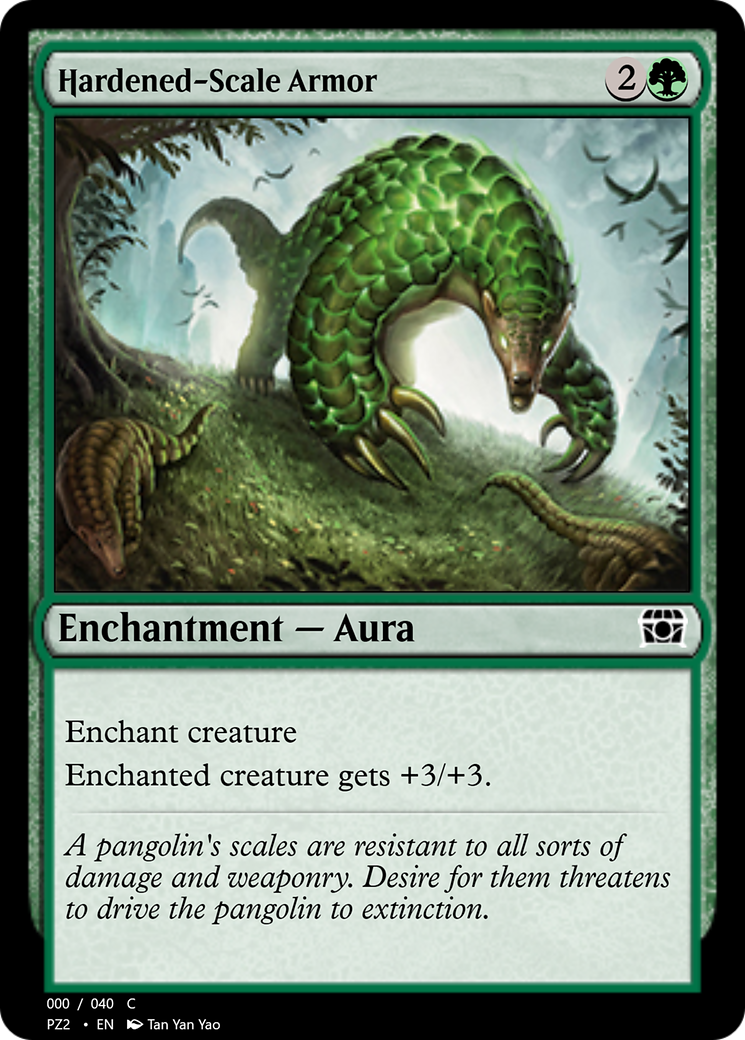 Hardened-Scale Armor 2
Enchantment — Aura
Enchant creature
Enchanted creature gets +3/+3.
A pangolin's scales are resistant to all sorts of
damage and weaponry. Desire for them threatens
to drive the pangolin to extinction.
000 / 040 C
PZ2 • EN Tan Yan Yao